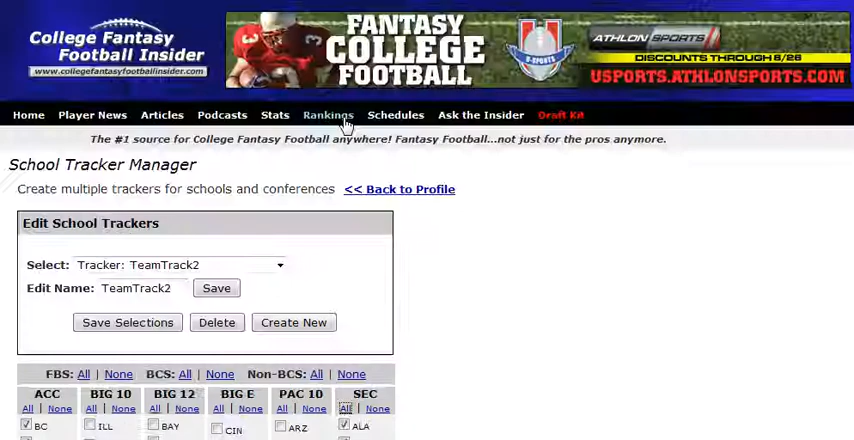 College Fantasy
Football Insider
www.collegefantasyfootballinsider.com
FANTASY
COLLEGE
FOOTBALL
U-SPORTS
ATHLON SPORTS
DISCOUNTS THROUGH 8/26
USPORTS.ATHLONSPORTS.COM
Home Player News Articles Podcasts Stats Rankings Schedules Ask the Insider Draft Kit
The #1 source for College Fantasy Football anywhere! Fantasy Football...not just for the pros anymore.
School Tracker Manager
Create multiple trackers for schools and conferences << Back to Profile
Edit School Trackers
Select: Tracker: TeamTrack2
Edit Name: TeamTrack2 Save
Save Selections Delete Create New
FBS: All | None BCS: All | None Non-BCS: All | None
ACC BIG 10 BIG 12 BIG E PAC 10 SEC
All | None All | None All | None All | None All | None All | None
BC ILL BAY CIN ARZ ALA